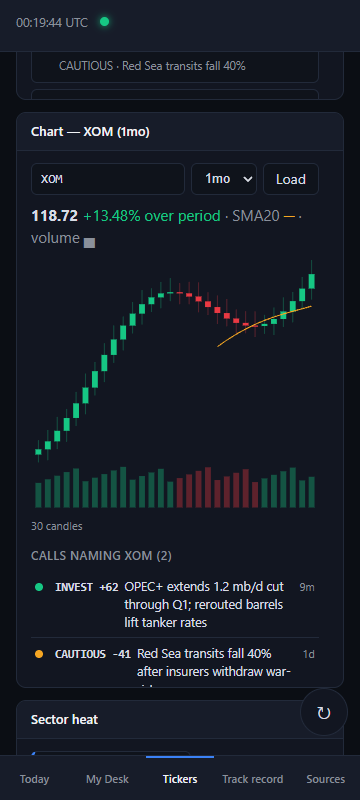 00:19:44 UTC
CAUTIOUS · Red Sea transits fall 40%
Chart — XOM (1mo)
XOM
1mo
Load
118.72 +13.48% over period · SMA20 — ·
volume
30 candles
CALLS NAMING XOM (2)
INVEST +62 OPEC+ extends 1.2 mb/d cut 9m
through Q1; rerouted barrels
lift tanker rates
CAUTIOUS -41 Red Sea transits fall 40% 1d
after insurers withdraw war-
Sector heat
Today
My Desk
Tickers
Track record
Sources